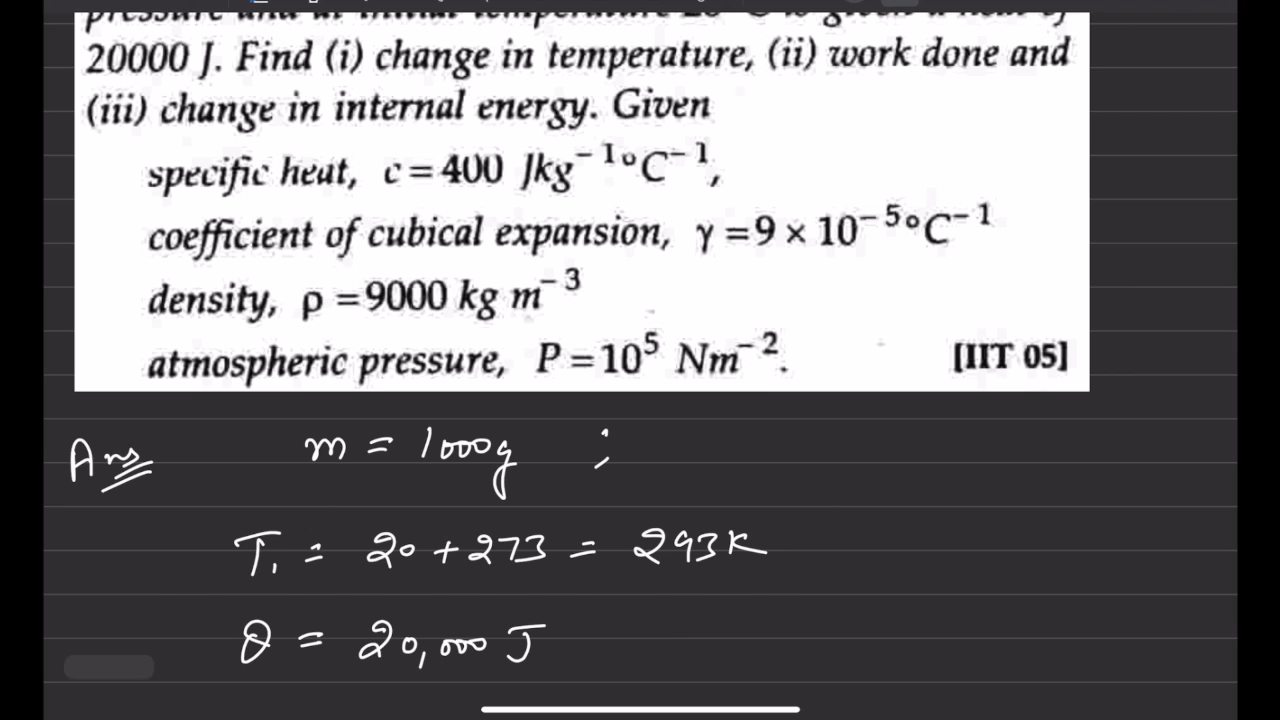 20000 J. Find (i) change in temperature, (ii) work done and
(iii) change in internal energy. Given
specific heat, c = 400 Jkg⁻¹°C⁻¹,
coefficient of cubical expansion, γ = 9 × 10⁻⁵°C⁻¹
density, ρ = 9000 kg m⁻³
atmospheric pressure, P = 10⁵ Nm⁻². [IIT 05]
Ans m = 1000g ;
T₁ = 20 + 273 = 293K
Q = 20,000 J